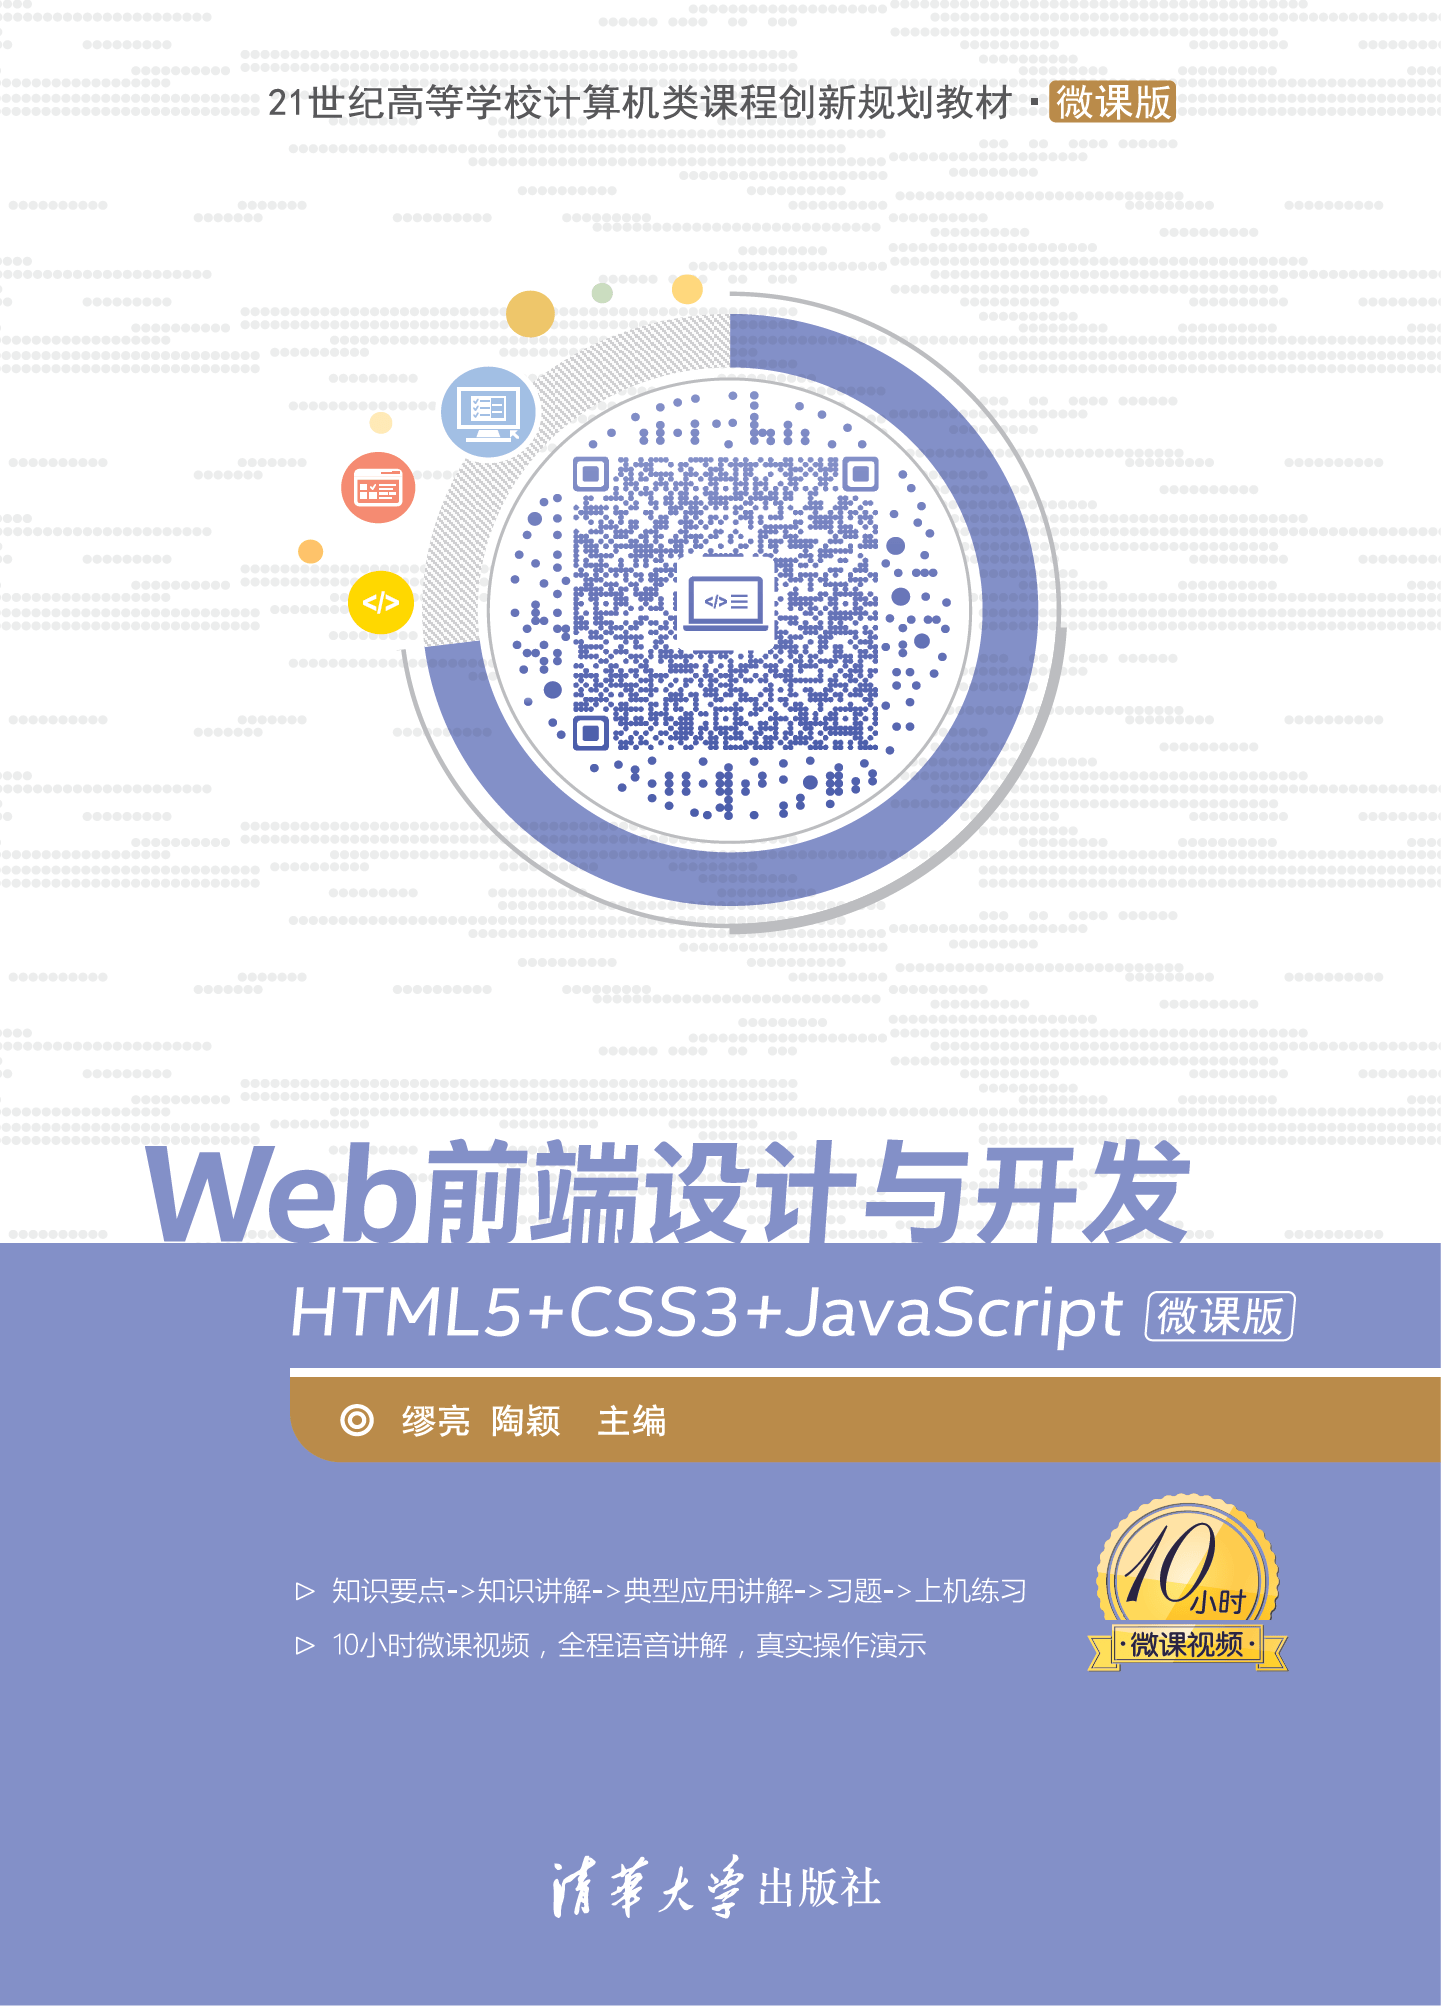 21世纪高等学校计算机类课程创新规划教材·微课版
</>
</>
Web前端设计与开发
HTML5+CSS3+JavaScript 微课版
缪亮 陶颖 主编
知识要点->知识讲解->典型应用讲解->习题->上机练习
10小时微课视频，全程语音讲解，真实操作演示
10小时
·微课视频·
清华大学出版社